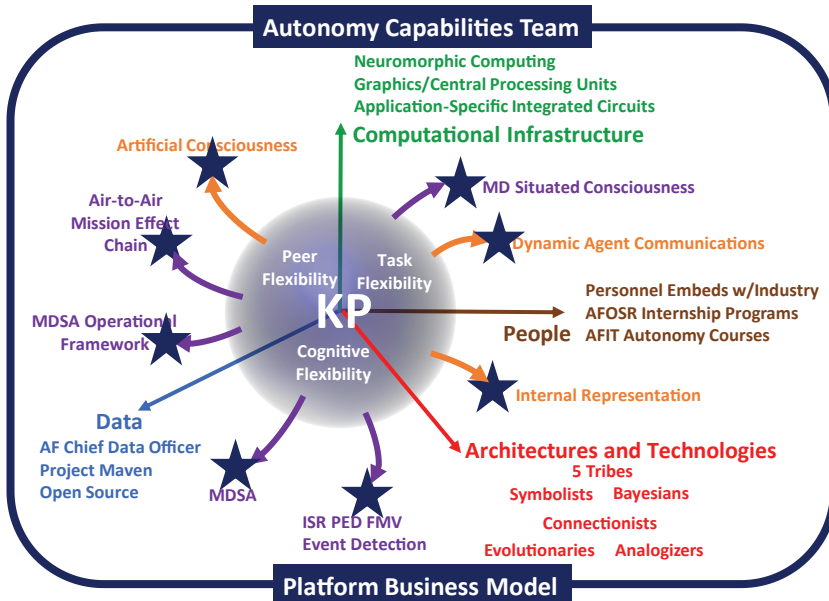 Autonomy Capabilities Team
Neuromorphic Computing
Graphics/Central Processing Units
Application-Specific Integrated Circuits
Computational Infrastructure
Artificial Consciousness
MD Situated Consciousness
Air-to-Air
Mission Effect
Chain
Dynamic Agent Communications
Peer
Flexibility
Task
Flexibility
KP
Cognitive
Flexibility
Personnel Embeds w/Industry
AFOSR Internship Programs
AFIT Autonomy Courses
People
MDSA Operational
Framework
Internal Representation
Data
AF Chief Data Officer
Project Maven
Open Source
Architectures and Technologies
5 Tribes
Symbolists Bayesians
Connectionists
Evolutionaries Analogizers
MDSA
ISR PED FMV
Event Detection
Platform Business Model